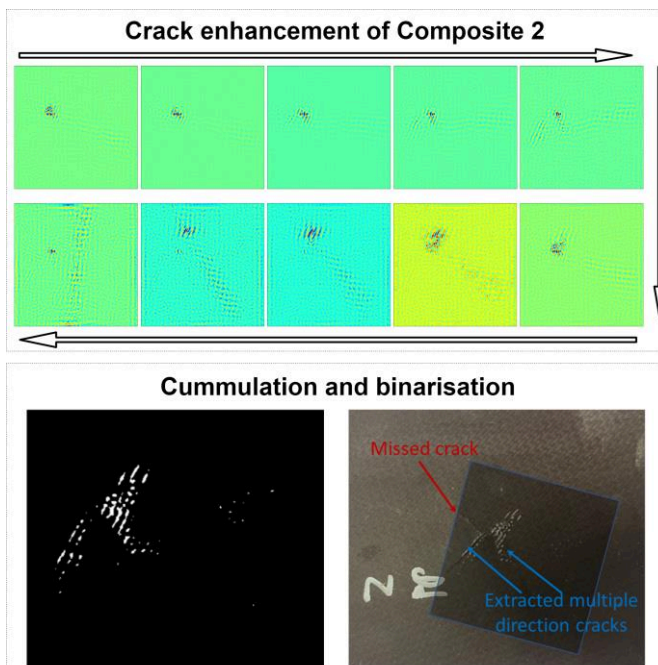 Crack enhancement of Composite 2
Cummulation and binarisation
Missed crack
Extracted multiple
direction cracks